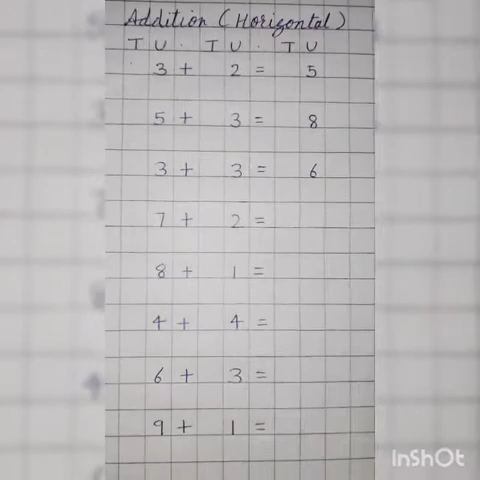 Addition (Horizontal)
T U . T U . T U
3 + 2 = 5
5 + 3 = 8
3 + 3 = 6
7 + 2 =
8 + 1 =
4 + 4 =
6 + 3 =
9 + 1 =
InShOt